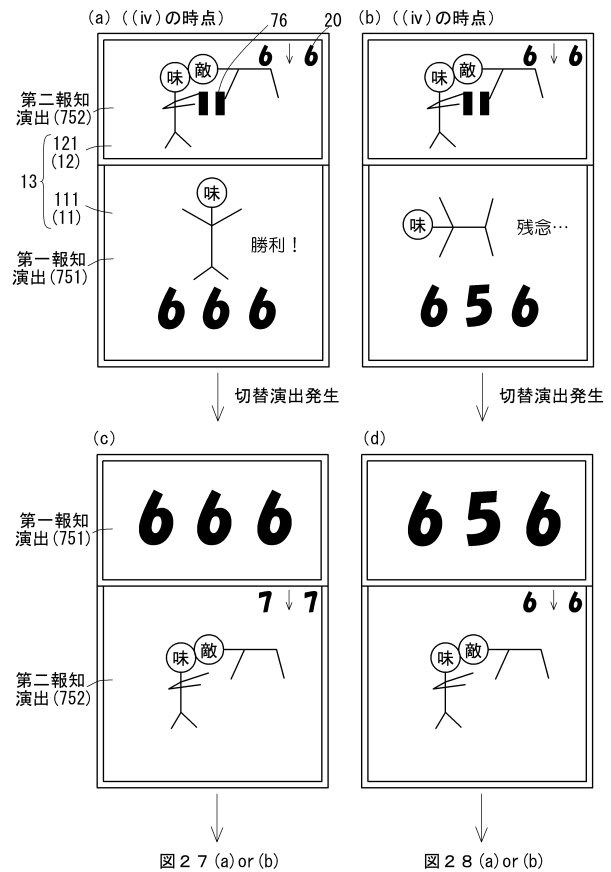 (a) ((iv)の時点)
76
20
(b) ((iv)の時点)
6 ↓ 6
味 敵
6 ↓ 6
味 敵
第二報知
演出(752)
13
121
(12)
111
(11)
味
勝利！
味
残念…
第一報知
演出(751)
6 6 6
6 5 6
切替演出発生
切替演出発生
(c)
(d)
第一報知
演出(751)
6 6 6
6 5 6
7 ↓ 7
6 ↓ 6
味 敵
味 敵
第二報知
演出(752)
図２７(a)or(b)
図２８(a)or(b)